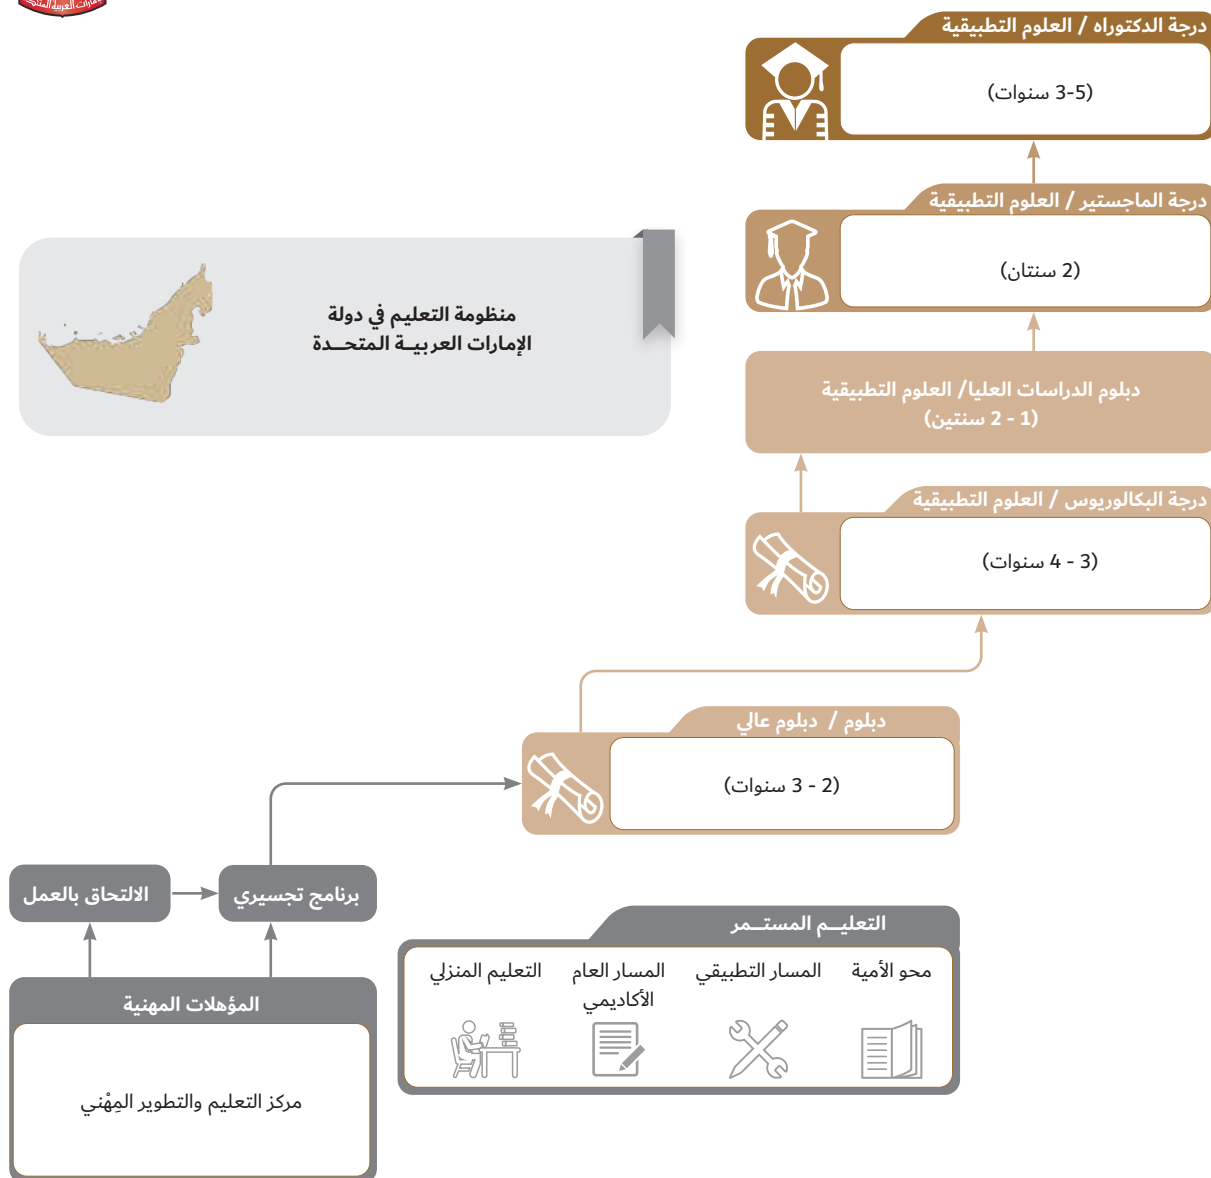 الإمارات العربية المتحدة
درجة الدكتوراه / العلوم التطبيقية
(3-5 سنوات)
درجة الماجستير / العلوم التطبيقية
(2 سنتان)
منظومة التعليم في دولة
الإمارات العربيــة المتحــدة
دبلوم الدراسات العليا/ العلوم التطبيقية
(1 - 2 سنتين)
درجة البكالوريوس / العلوم التطبيقية
(3 - 4 سنوات)
دبلوم / دبلوم عالي
(2 - 3 سنوات)
برنامج تجسيري
الالتحاق بالعمل
التعليــم المستــمر
محو الأمية
المسار التطبيقي
المسار العام
الأكاديمي
التعليم المنزلي
المؤهلات المهنية
مركز التعليم والتطوير المِهْني